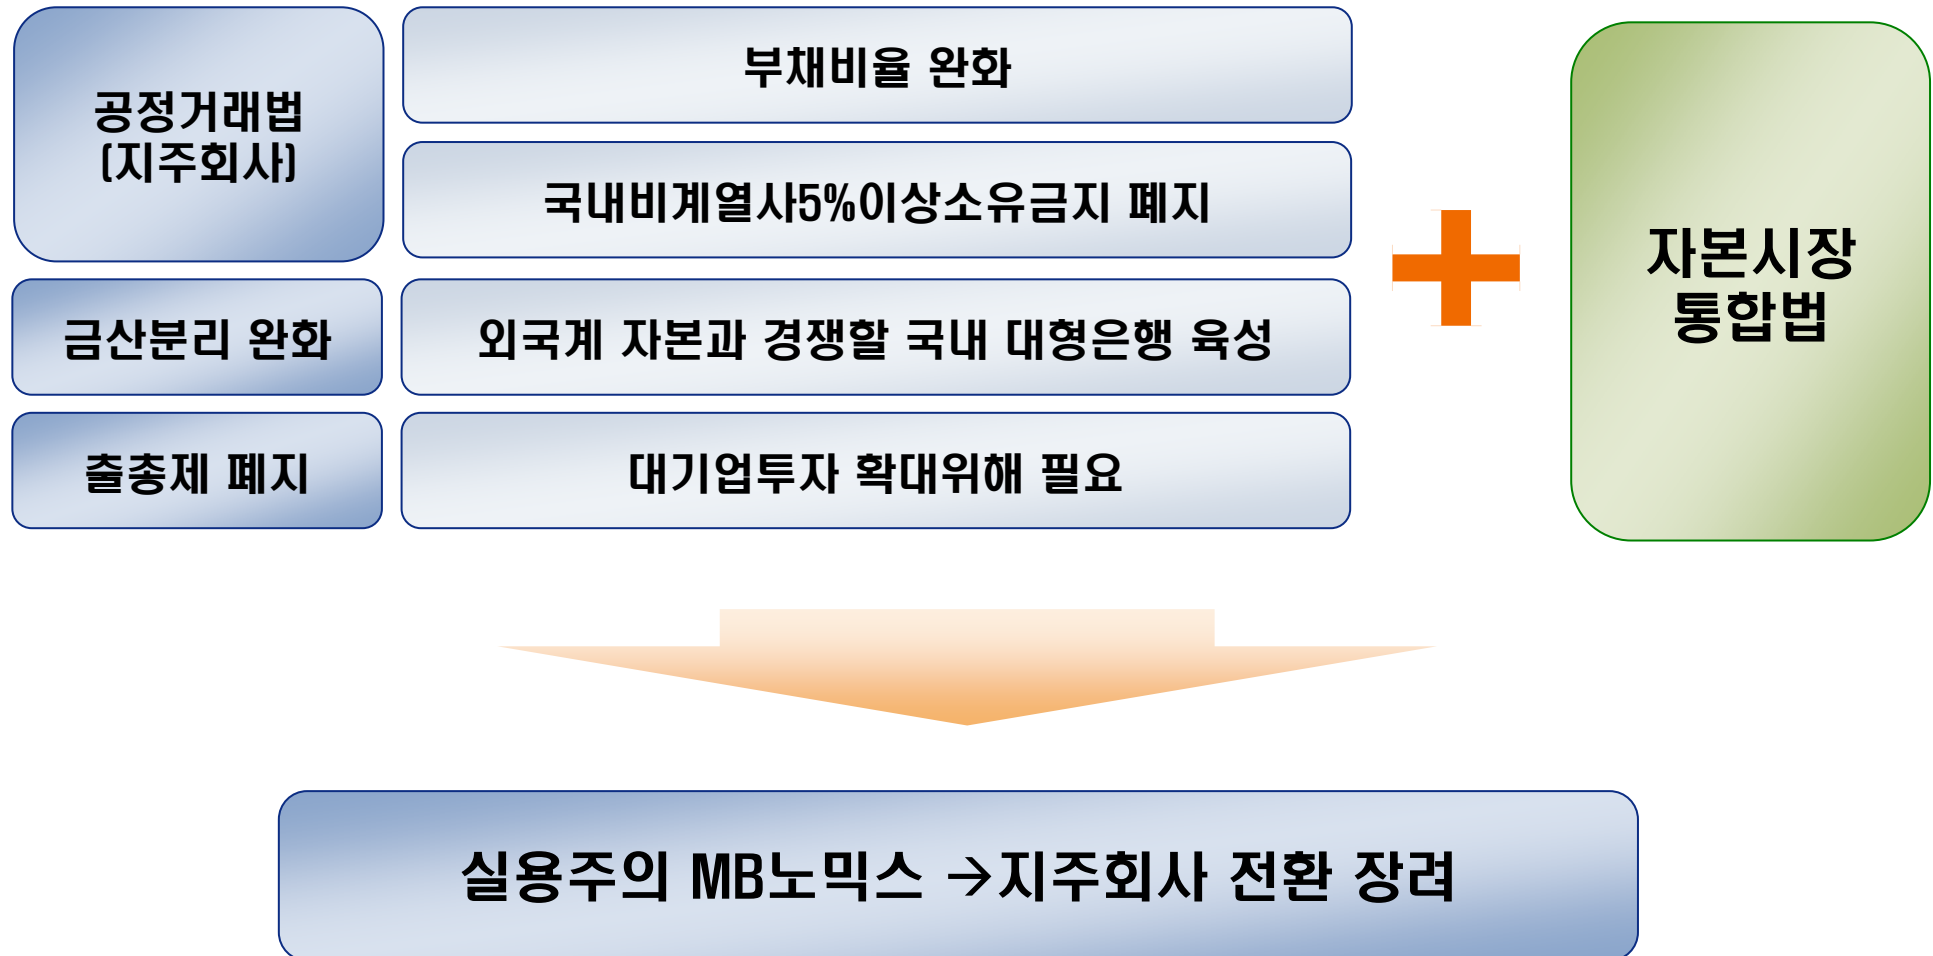 공정거래법
(지주회사)
부채비율 완화
국내비계열사5%이상소유금지 폐지
금산분리 완화
외국계 자본과 경쟁할 국내 대형은행 육성
출총제 폐지
대기업투자 확대위해 필요
자본시장
통합법
실용주의 MB노믹스 →지주회사 전환 장려